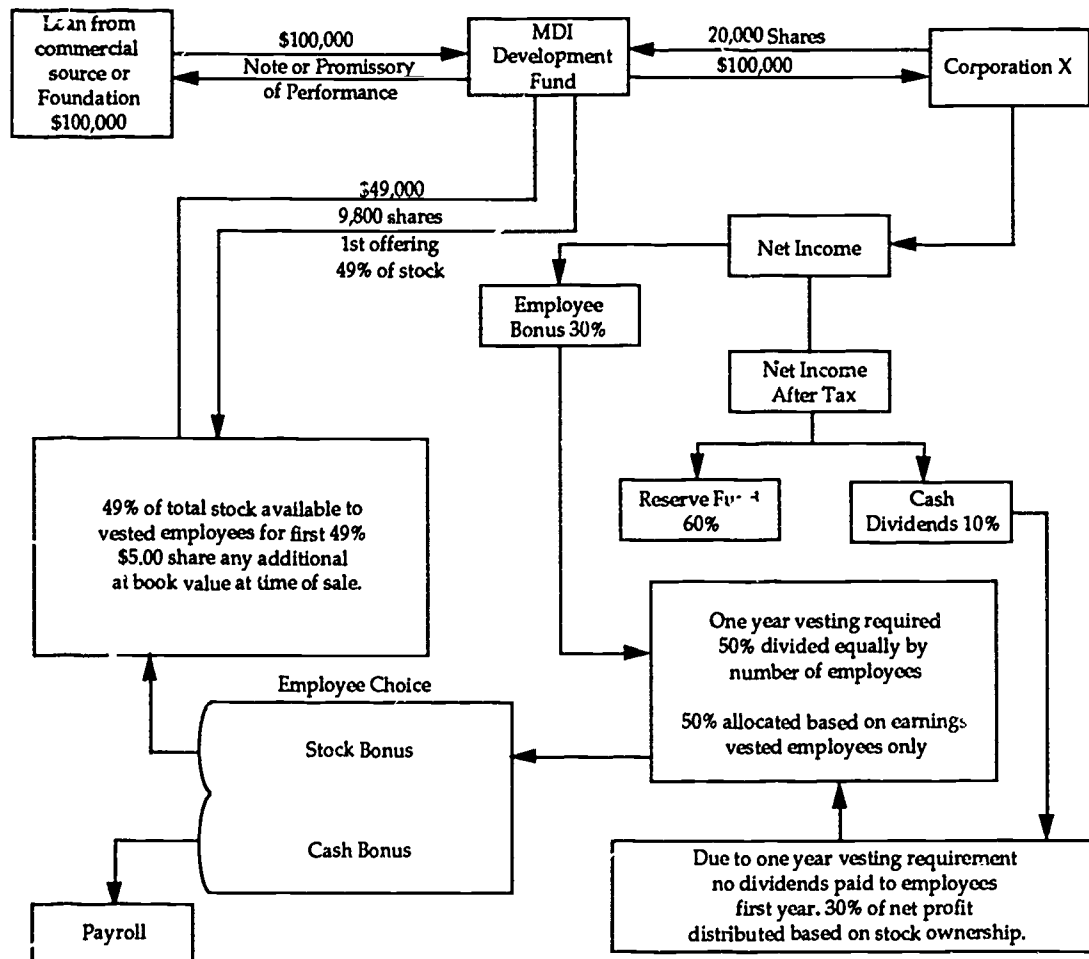 Loan from
commercial
source or
Foundation
$100,000
$100,000
Note or Promissory
of Performance
MDI
Development
Fund
20,000 Shares
$100,000
Corporation X
$49,000
9,800 shares
1st offering
49% of stock
Net Income
Employee
Bonus 30%
Net Income
After Tax
Reserve Fund
60%
Cash
Dividends 10%
49% of total stock available to
vested employees for first 49%
$5.00 share any additional
at book value at time of sale.
One year vesting required
50% divided equally by
number of employees
50% allocated based on earnings
vested employees only
Employee Choice
Stock Bonus
Cash Bonus
Due to one year vesting requirement
no dividends paid to employees
first year. 30% of net profit
distributed based on stock ownership.
Payroll